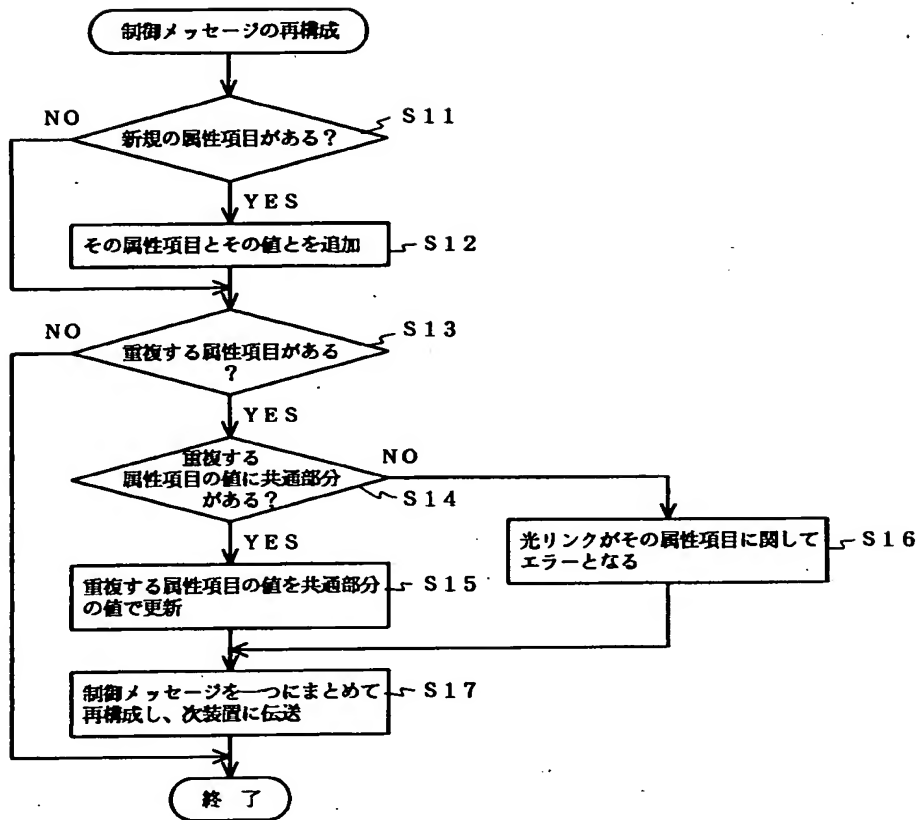 制御メッセージの再構成
NO
新規の属性項目がある?
S11
YES
その属性項目とその値とを追加
S12
NO
重複する属性項目がある
?
S13
YES
重複する
属性項目の値に共通部分
がある?
NO
S14
YES
重複する属性項目の値を共通部分
の値で更新
S15
光リンクがその属性項目に関して
エラーとなる
S16
制御メッセージを一つにまとめて
再構成し、次装置に伝送
S17
終 了